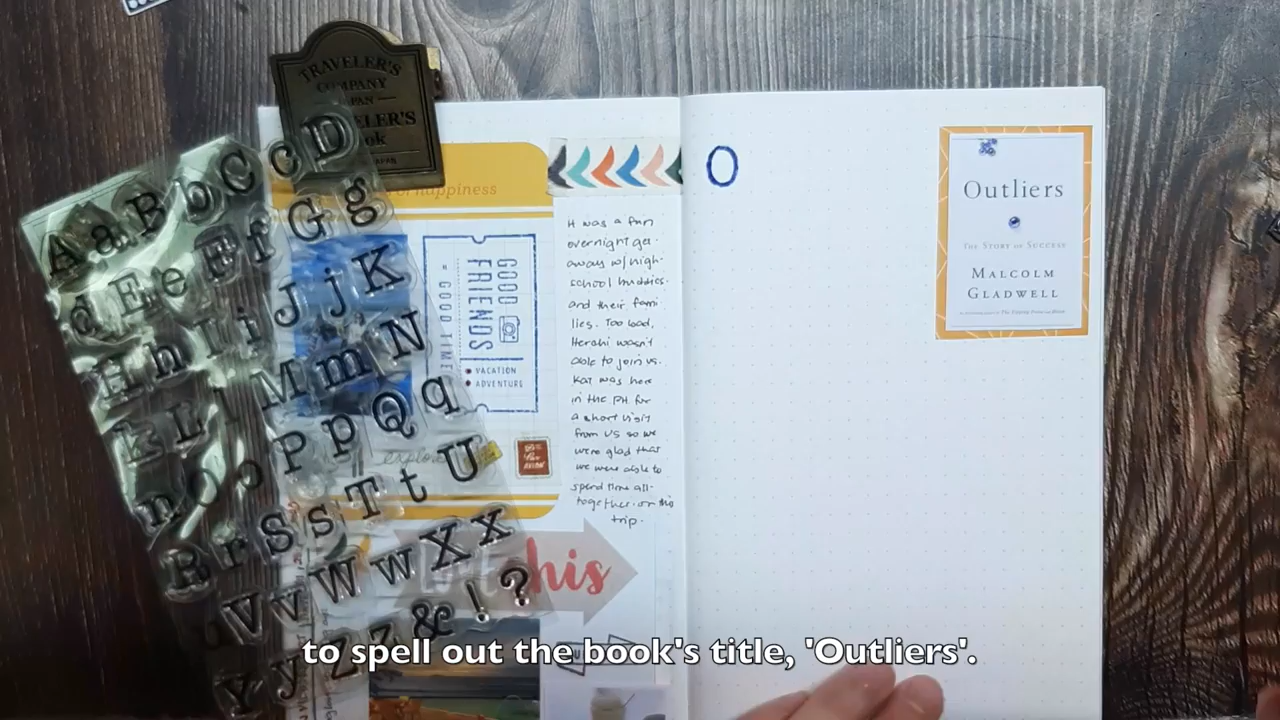 TRAVELER'S
COMPANY
of happiness
GOOD
FRIENDS
GOOD TIME
VACATION
ADVENTURE
It was a fun
overnight get-
away w/ high-
school buddies
and their fami
lies. Too bad,
wasn't
able to join us.
Kat was here
in the PH for
a short visit
from US so we
were glad that
we were able to
spend time all-
together on this
trip.
explore
this
A a B b C c D
d E e F f G g
H h I i J j K
k L l M m N
n O o P p Q q
R r S s T t U
u V v W w X x
Y y Z z & ! ?
O
Outliers
THE STORY OF SUCCESS
MALCOLM
GLADWELL
to spell out the book's title, 'Outliers'.